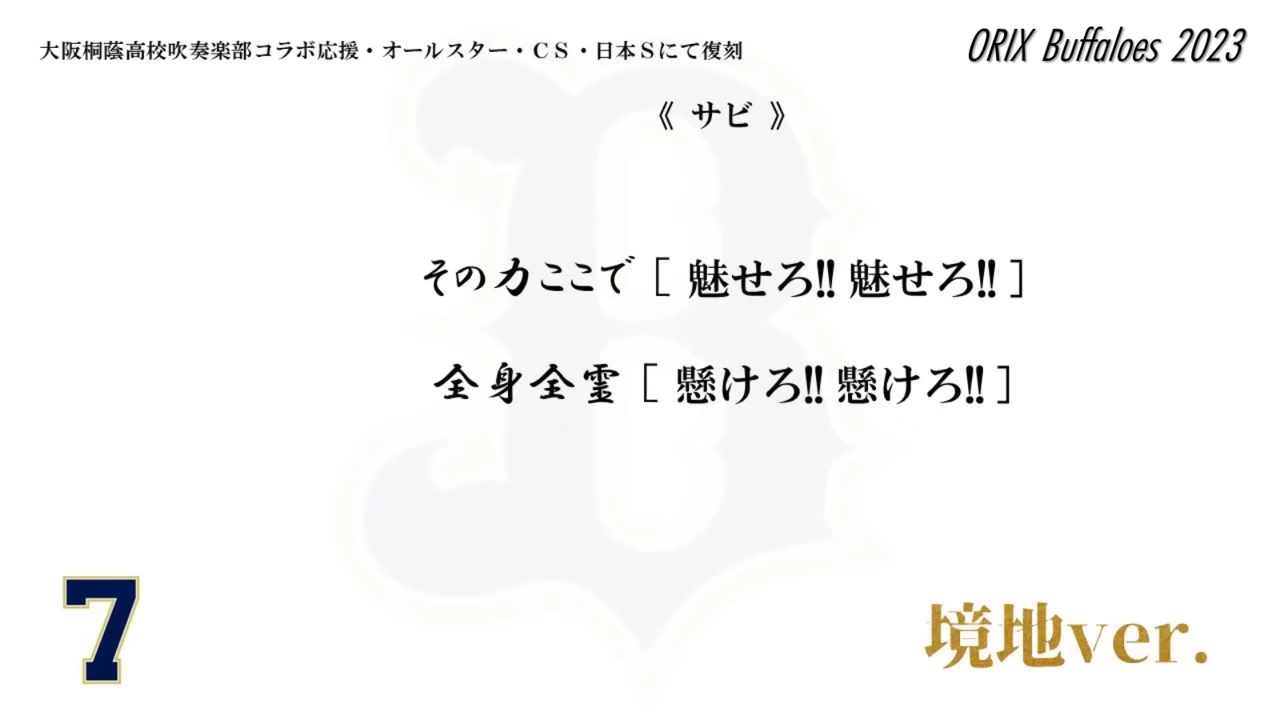 大阪桐蔭高校吹奏楽部コラボ応援・オールスター・ＣＳ・日本Ｓにて復刻
ORIX Buffaloes 2023
《 サビ 》
その力ここで［ 魅せろ!! 魅せろ!! ］
全身全霊［ 懸けろ!! 懸けろ!! ］
7
境地ver.